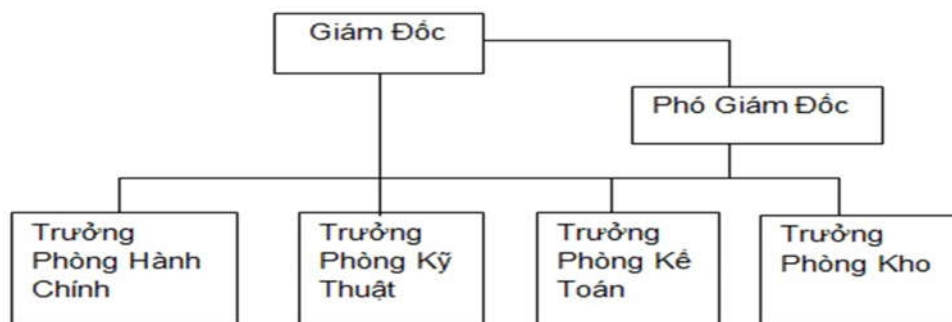 Giám Đốc
Phó Giám Đốc
Trưởng
Phòng Hành
Chính
Trưởng
Phòng Kỹ
Thuật
Trưởng
Phòng Kế
Toán
Trưởng
Phòng Kho